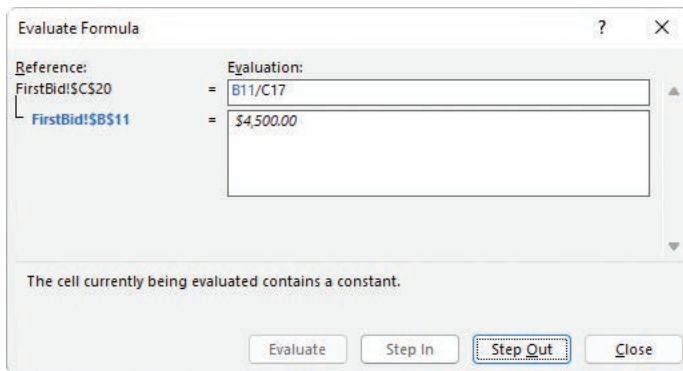 Evaluate Formula ? ×
Reference: Evaluation:
FirstBid!$C$20 = B11/C17
FirstBid!$B$11 = $4,500.00
The cell currently being evaluated contains a constant.
Evaluate Step In Step Out Close